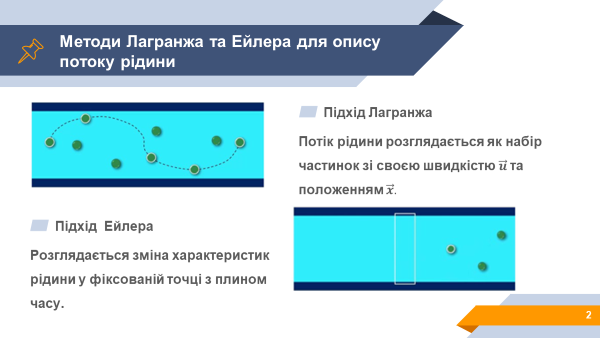 Методи Лагранжа та Ейлера для опису
потоку рідини
Підхід Лагранжа
Потік рідини розглядається як набір
частинок зі своєю швидкістю u⃗ та
положенням x⃗.
Підхід Ейлера
Розглядається зміна характеристик
рідини у фіксованій точці з плином
часу.
2